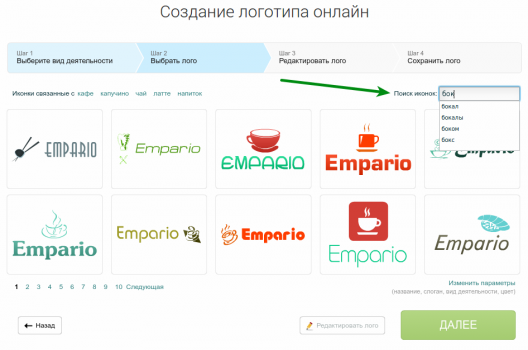 Создание логотипа онлайн
Шаг 1
Выберите вид деятельности
Шаг 2
Выбрать лого
Шаг 3
Редактировать лого
Шаг 4
Сохранить лого
Иконки связанные с кафе капучино чай латте напиток
Поиск иконок:
бокал
бокалы
бокам
бокс
EMPARIO
Empario
EMPARIO
Empario
Empario
Empario
Empario
Empario
Empario
1 2 3 4 5 6 7 8 9 10 Следующая
Изменить параметры
(название, слоган, вид деятельности, цвет)
Назад
Редактировать лого
ДАЛЕЕ